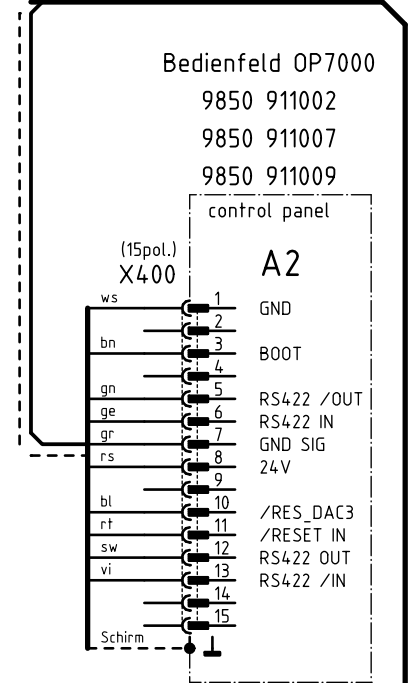 Bedienfeld OP7000
9850 911002
9850 911007
9850 911009
control panel
(15pol.)
X400
A2
ws 1 GND
2
bn 3 BOOT
4
gn 5 RS422 /OUT
ge 6 RS422 IN
gr 7 GND SIG
rs 8 24V
9
bl 10 /RES_DAC3
rt 11 /RESET IN
sw 12 RS422 OUT
vi 13 RS422 /IN
14
15
Schirm